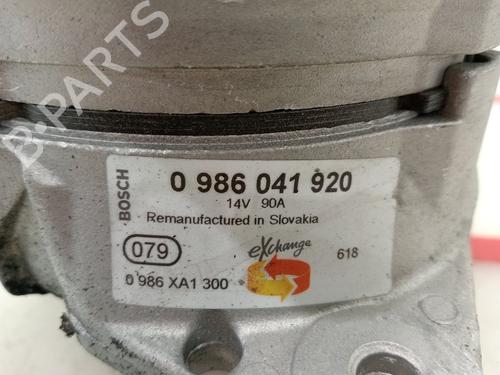 BOSCH
0 986 041 920
14V 90A
Remanufactured in Slovakia
079
eXchange
618
0 986 XA1 300
B-PARTS